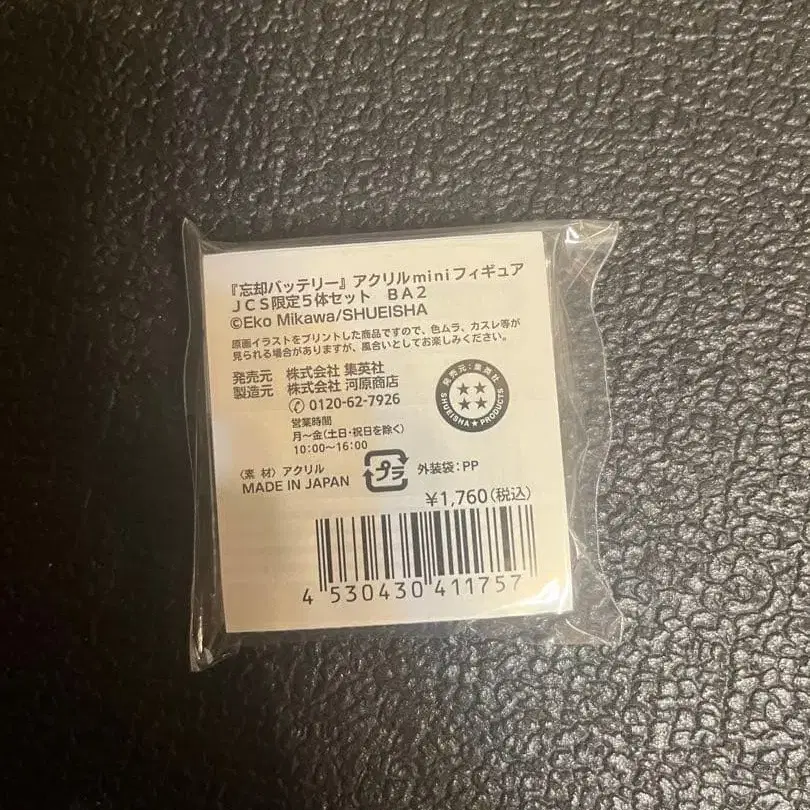 『忘却バッテリー』アクリルminiフィギュア
JCS限定5体セット BA2
©Eko Mikawa/SHUEISHA
原画イラストをプリントした商品ですので、色ムラ、カスレ等が
見られる場合がありますが、風合いとしてお楽しみください。
発売元 株式会社 集英社
製造元 株式会社 河原商店
0120-62-7926
営業時間
月～金(土日・祝日を除く)
10:00～16:00
発売元:集英社
SHUEISHA★PRODUCTS
〈素 材〉アクリル
MADE IN JAPAN
プラ
外装袋:PP
¥1,760(税込)
4 530430 411757